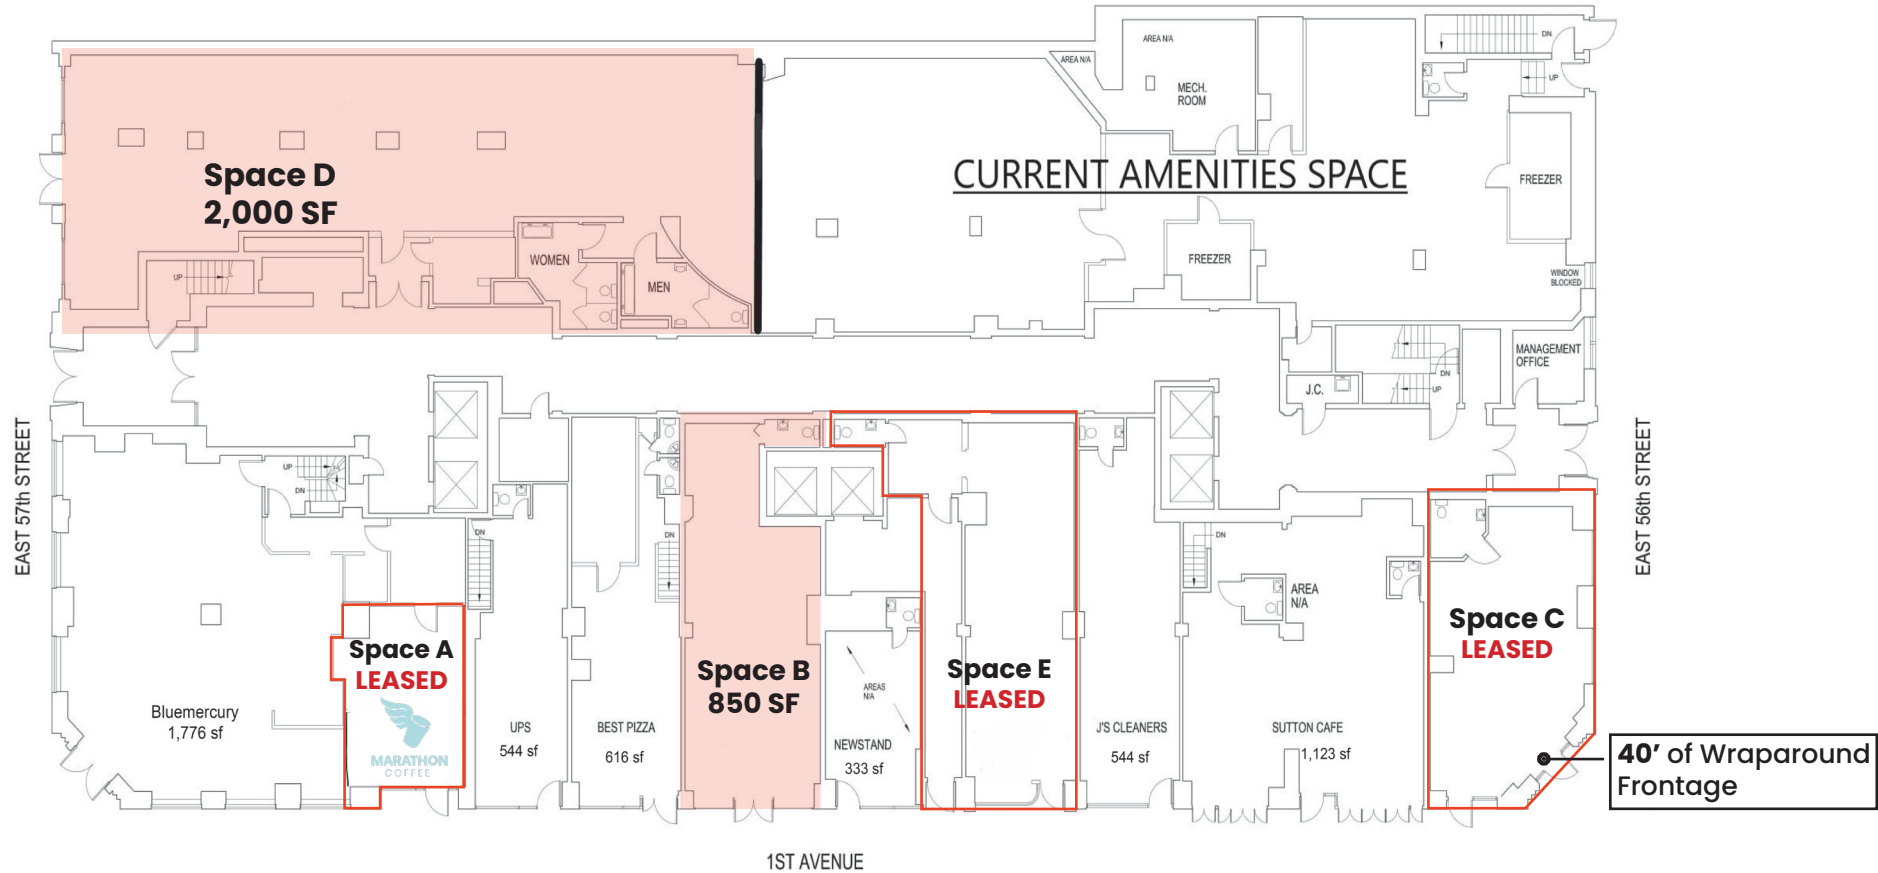 DN
AREA N/A
AREA N/A
UP
MECH.
ROOM
Space D
2,000 SF
CURRENT AMENITIES SPACE
FREEZER
WOMEN
FREEZER
UP
MEN
WINDOW
BLOCKED
MANAGEMENT
OFFICE
DN
J.C.
UP
EAST 57th STREET
EAST 56th STREET
UP
DN
DN
DN
DN
AREA
N/A
Space A
LEASED
MARATHON
COFFEE
Space B
850 SF
Space E
LEASED
Space C
LEASED
AREAS
N/A
Bluemercury
1,776 sf
UPS
544 sf
BEST PIZZA
616 sf
NEWSTAND
333 sf
J'S CLEANERS
544 sf
SUTTON CAFE
1,123 sf
40’ of Wraparound
Frontage
1ST AVENUE